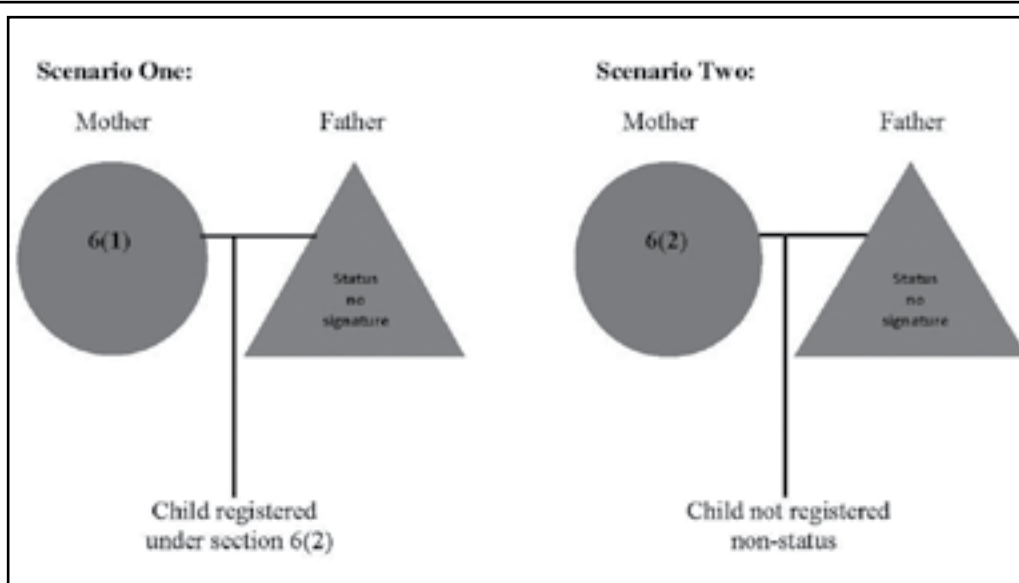 Scenario One:
Mother
Father
6(1)
Status
no
signature
Child registered
under section 6(2)
Scenario Two:
Mother
Father
6(2)
Status
no
signature
Child not registered
non-status